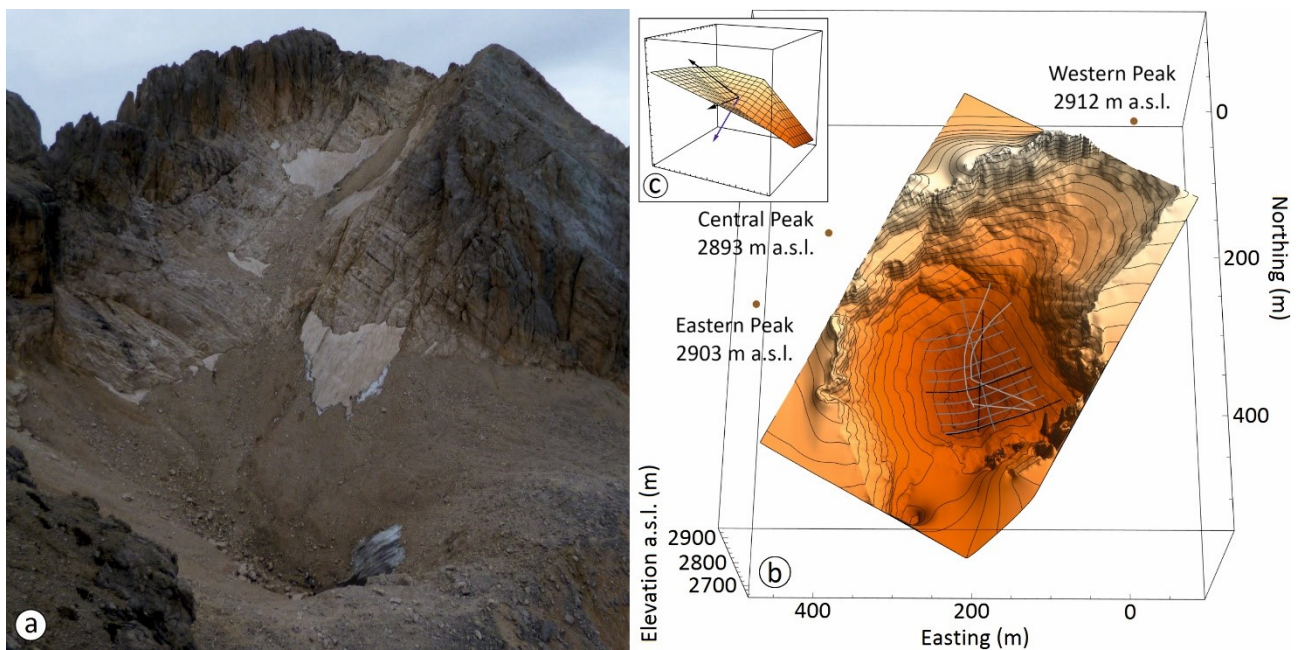 a
c
Western Peak
2912 m a.s.l.
0
Central Peak
2893 m a.s.l.
Northing (m)
200
Eastern Peak
2903 m a.s.l.
400
Elevation a.s.l. (m)
2900
2800
2700
b
400
200
0
Easting (m)